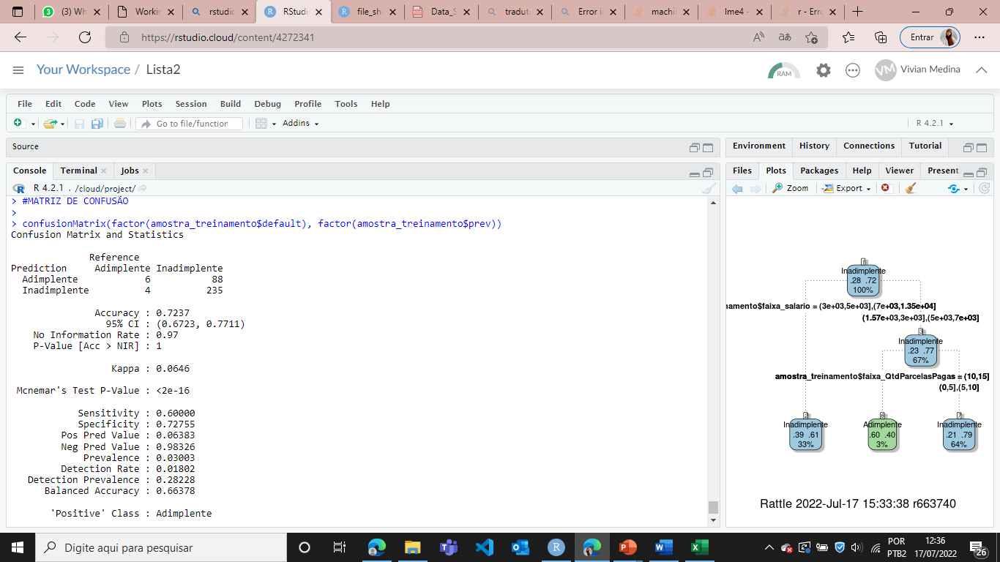 (3) Wh
Workin
rstudio
RStudi
file_sh
Data_S
tradut
Error i
machi
lme4 -
r - Erro
https://rstudio.cloud/content/4272341
Entrar
Your Workspace / Lista2
RAM
VM
Vivian Medina
File Edit Code View Plots Session Build Debug Profile Tools Help
Go to file/function
Addins
R 4.2.1
Source
Console Terminal Jobs
R 4.2.1 . /cloud/project/
> #MATRIZ DE CONFUSÃO
>
> confusionMatrix(factor(amostra_treinamento$default), factor(amostra_treinamento$prev))
Confusion Matrix and Statistics
Reference
Prediction Adimplente Inadimplente
Adimplente 6 88
Inadimplente 4 235
Accuracy : 0.7237
95% CI : (0.6723, 0.7711)
No Information Rate : 0.97
P-Value [Acc > NIR] : 1
Kappa : 0.0646
Mcnemar's Test P-Value : <2e-16
Sensitivity : 0.60000
Specificity : 0.72755
Pos Pred Value : 0.06383
Neg Pred Value : 0.98326
Prevalence : 0.03003
Detection Rate : 0.01802
Detection Prevalence : 0.28228
Balanced Accuracy : 0.66378
'Positive' Class : Adimplente
Environment History Connections Tutorial
Files Plots Packages Help Viewer Present
Zoom Export
1
Inadimplente
.28 .72
100%
namento$faixa_salario = (3e+03,5e+03],(7e+03,1.35e+04]
(1.57e+03,3e+03],(5e+03,7e+03]
3
Inadimplente
.23 .77
67%
amostra_treinamento$faixa_QtdParcelasPagas = (10,15]
(0,5],(5,10]
2
Inadimplente
.39 .61
33%
6
Adimplente
.60 .40
3%
7
Inadimplente
.21 .79
64%
Rattle 2022-Jul-17 15:33:38 r663740
Digite aqui para pesquisar
POR
PTB2
12:36
17/07/2022
26